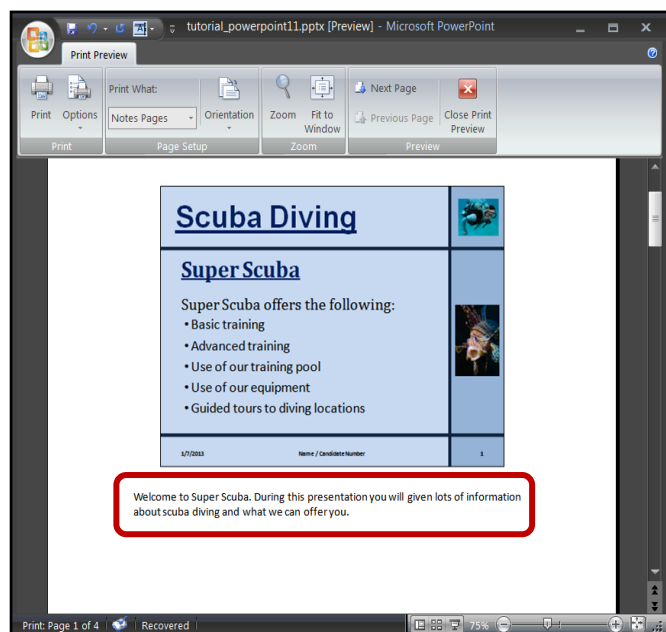 tutorial_powerpoint11.pptx [Preview] - Microsoft PowerPoint
Print Preview
Print
Options
Print What:
Notes Pages
Orientation
Zoom
Fit to
Window
Next Page
Previous Page
Close Print
Preview
Print
Page Setup
Zoom
Preview
Scuba Diving
Super Scuba
Super Scuba offers the following:
• Basic training
• Advanced training
• Use of our training pool
• Use of our equipment
• Guided tours to diving locations
1/7/2013 Name / Candidate Number 1
Welcome to Super Scuba. During this presentation you will given lots of information
about scuba diving and what we can offer you.
Print: Page 1 of 4 Recovered 75%